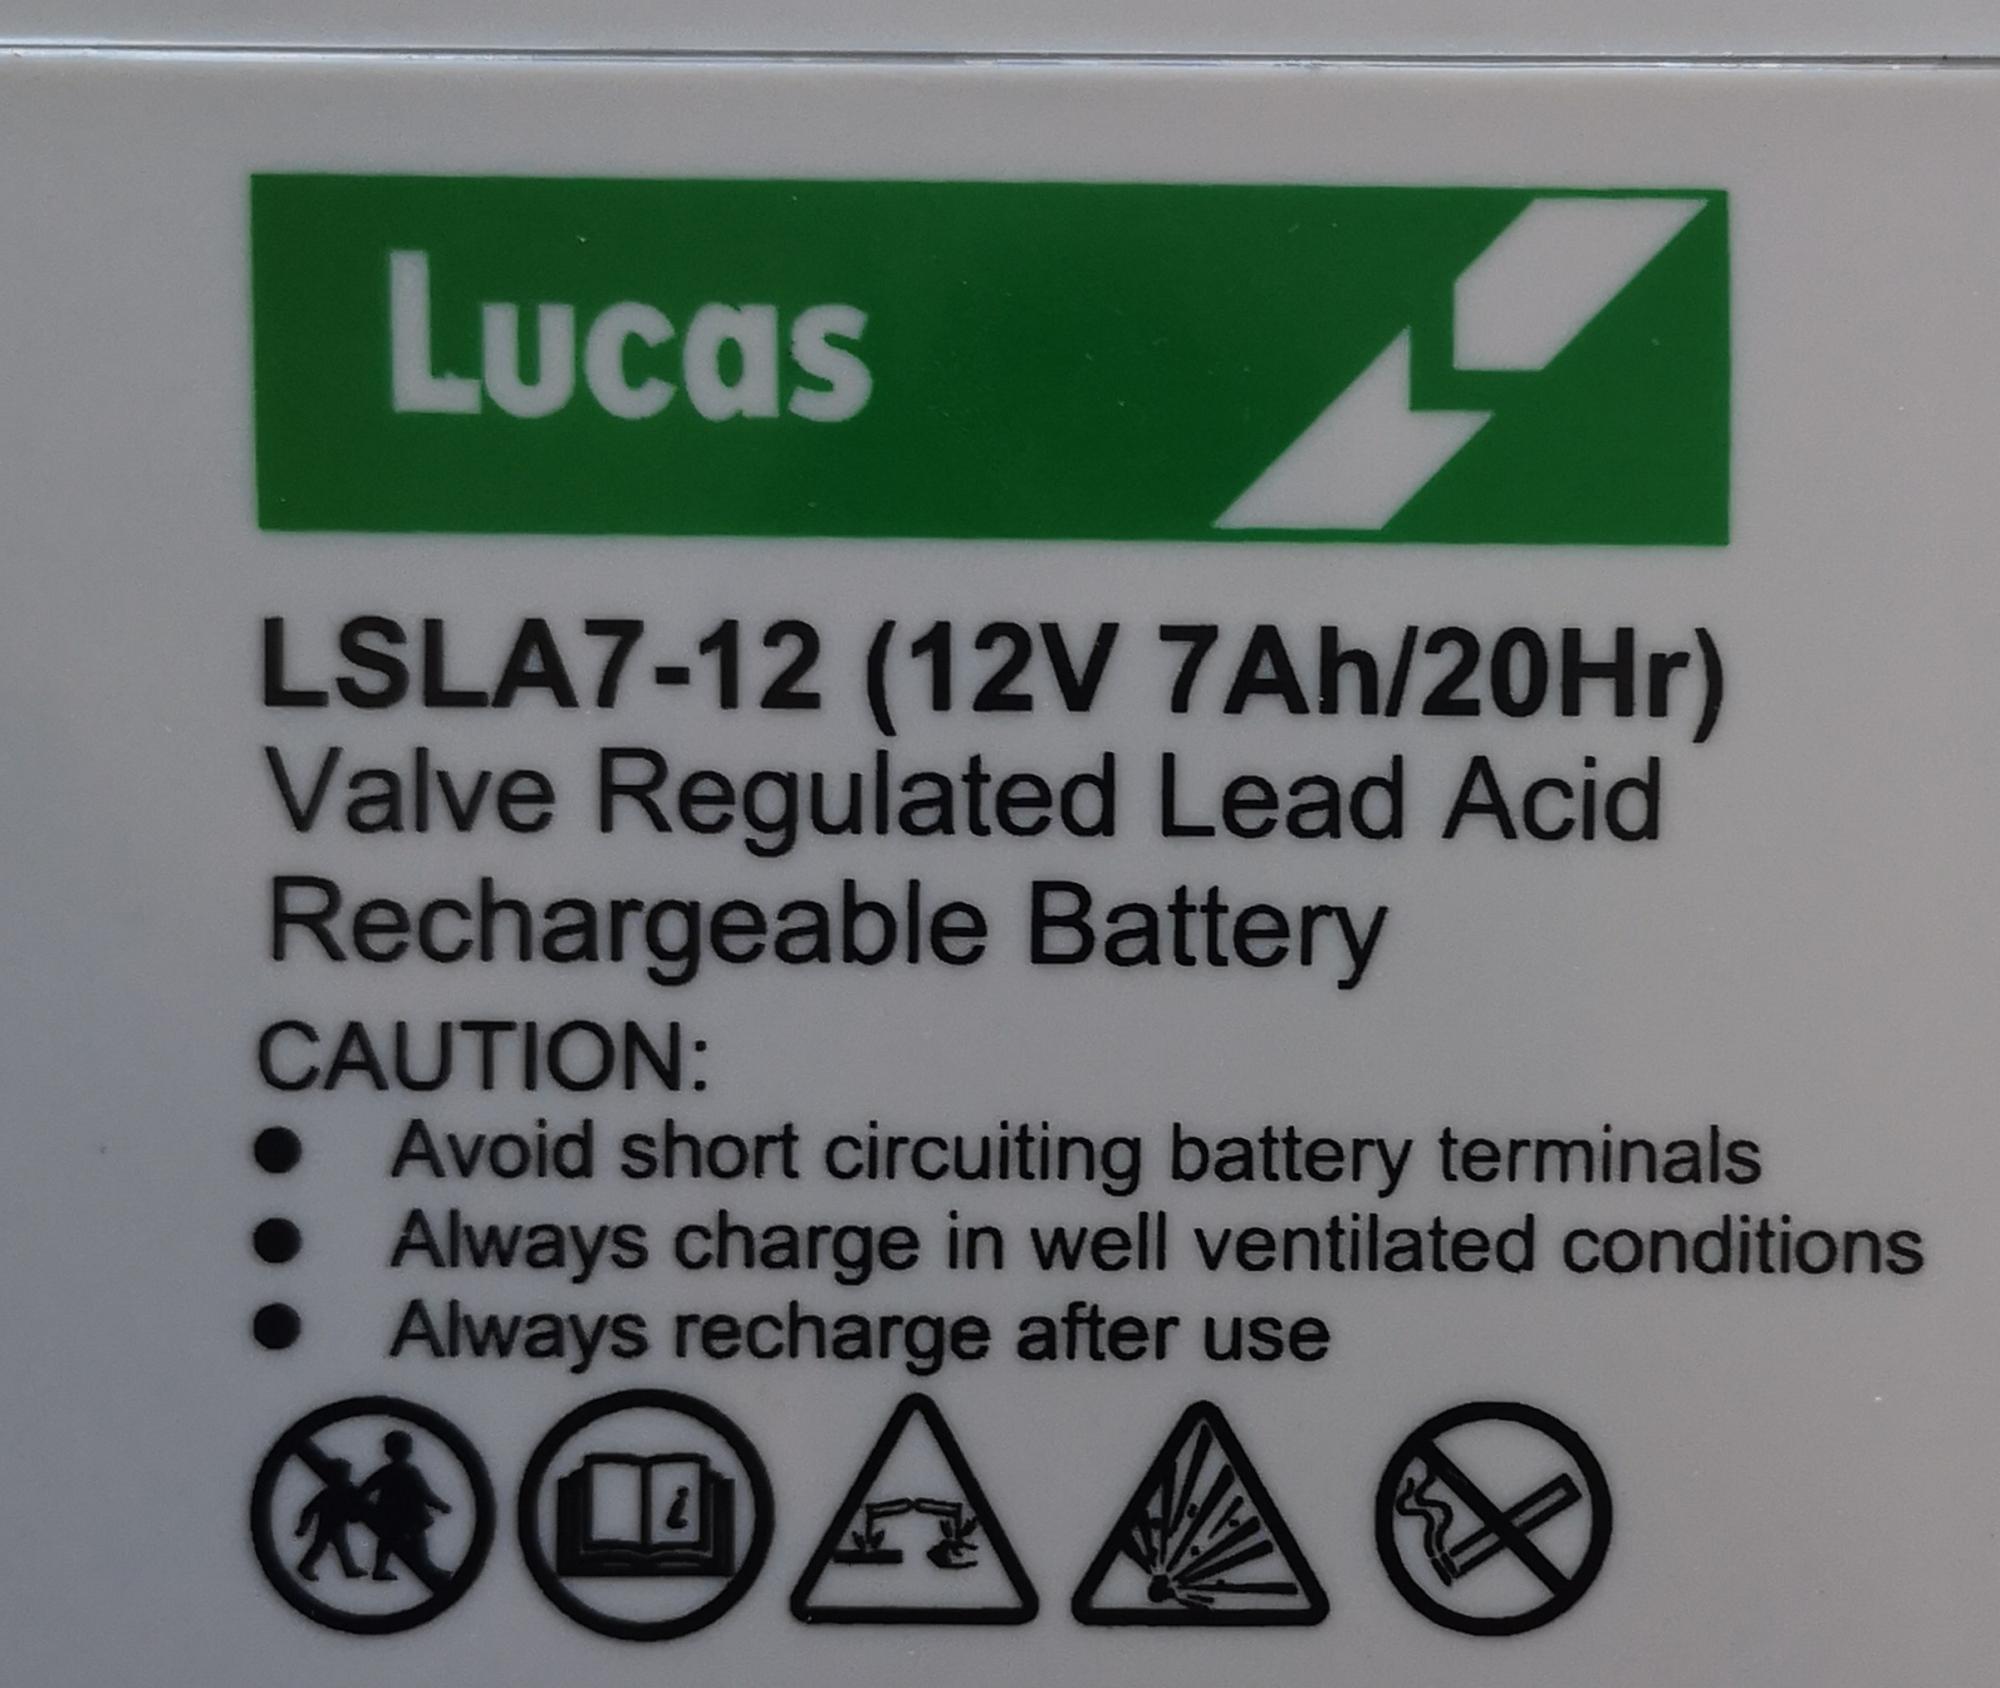 Lucas
LSLA7-12 (12V 7Ah/20Hr)
Valve Regulated Lead Acid
Rechargeable Battery
CAUTION:
● Avoid short circuiting battery terminals
● Always charge in well ventilated conditions
● Always recharge after use
i